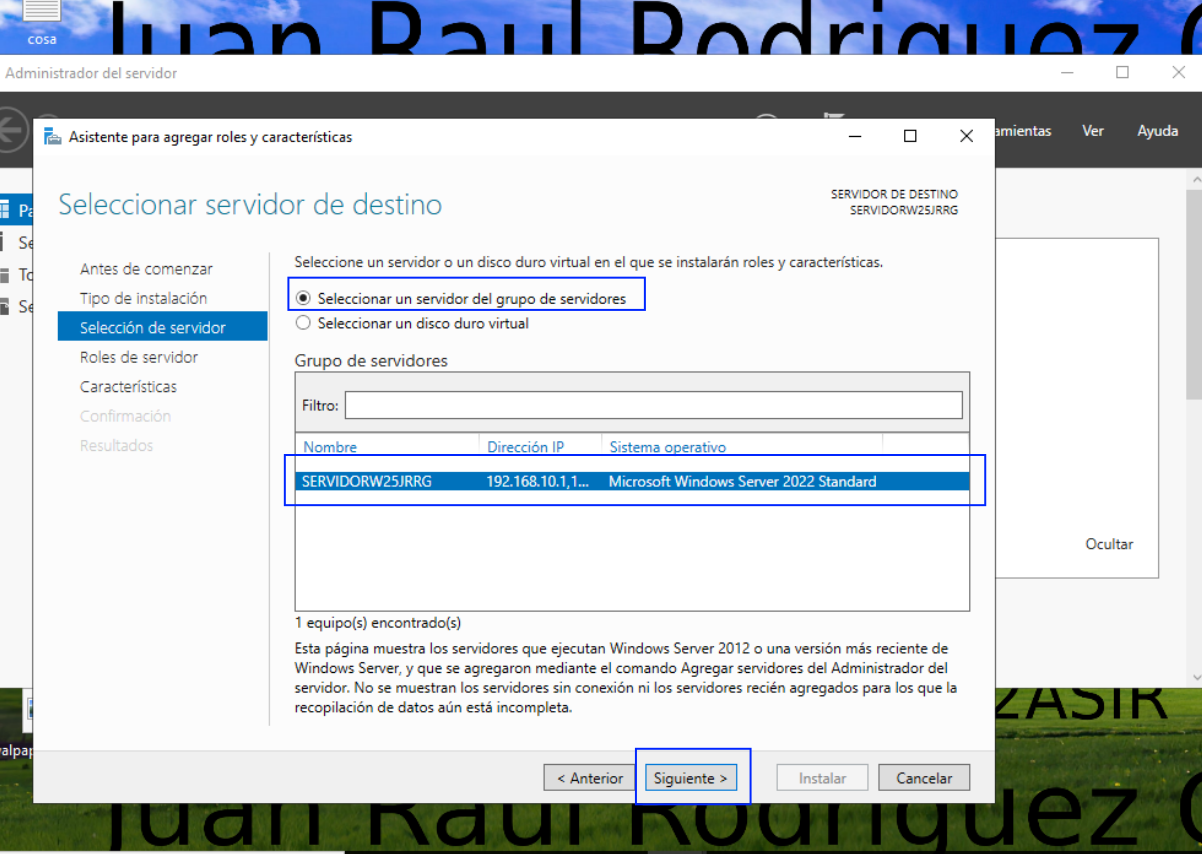 cosa
Juan Raul Rodriguez
Administrador del servidor
Asistente para agregar roles y características
Ver
Ayuda
Seleccionar servidor de destino
SERVIDOR DE DESTINO
SERVIDORW25JRRG
Antes de comenzar
Tipo de instalación
Selección de servidor
Roles de servidor
Características
Confirmación
Resultados
Seleccione un servidor o un disco duro virtual en el que se instalarán roles y características.
Seleccionar un servidor del grupo de servidores
Seleccionar un disco duro virtual
Grupo de servidores
Filtro:
Nombre Dirección IP Sistema operativo
SERVIDORW25JRRG 192.168.10.1,1... Microsoft Windows Server 2022 Standard
1 equipo(s) encontrado(s)
Esta página muestra los servidores que ejecutan Windows Server 2012 o una versión más reciente de
Windows Server, y que se agregaron mediante el comando Agregar servidores del Administrador del
servidor. No se muestran los servidores sin conexión ni los servidores recién agregados para los que la
recopilación de datos aún está incompleta.
Ocultar
< Anterior
Siguiente >
Instalar
Cancelar
2ASIR
Juan Raul Rodriguez